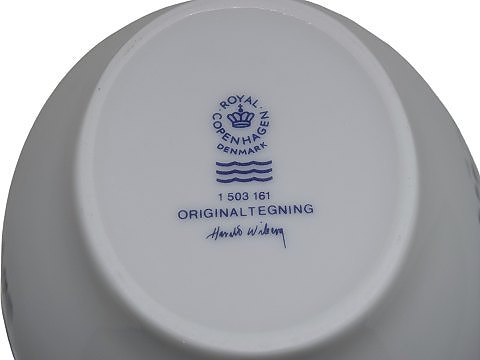 ROYAL
COPENHAGEN
DENMARK
1 503 161
ORIGINALTEGNING
Harald Wiberg